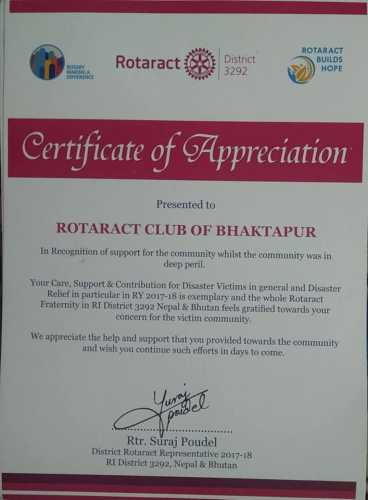 ROTARY
MAKING A
DIFFERENCE
Rotaract
District
3292
ROTARACT
BUILDS
HOPE
Certificate of Appreciation
Presented to
ROTARACT CLUB OF BHAKTAPUR
In Recognition of support for the community whilst the community was in
deep peril.
Your Care, Support & Contribution for Disaster Victims in general and Disaster
Relief in particular in RY 2017-18 is exemplary and the whole Rotaract
Fraternity in RI District 3292 Nepal & Bhutan feels gratified towards your
concern for the victim community.
We appreciate the help and support that you provided towards the community
and wish you continue such efforts in days to come.
Suraj
Poudel
Rtr. Suraj Poudel
District Rotaract Representative 2017-18
RI District 3292, Nepal & Bhutan